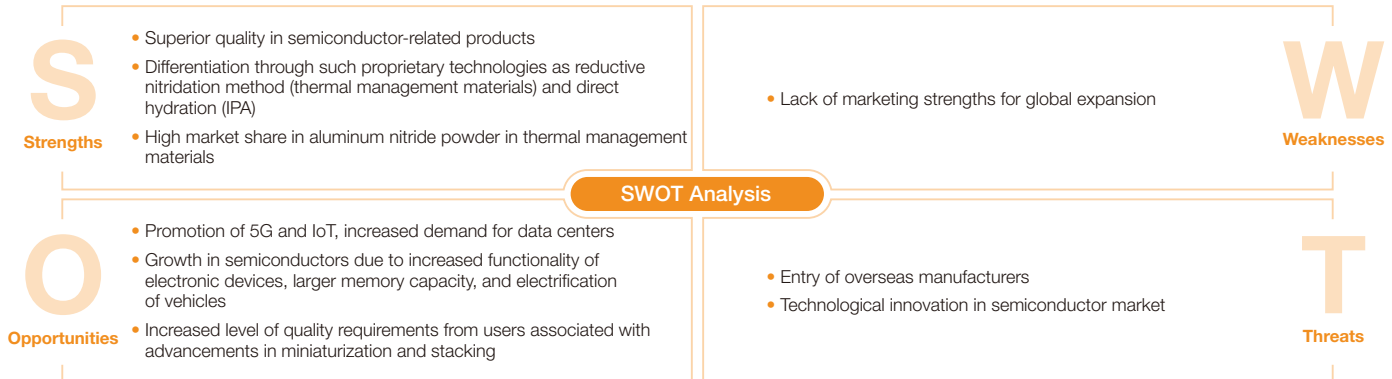 S
Strengths
• Superior quality in semiconductor-related products
• Differentiation through such proprietary technologies as reductive
nitridation method (thermal management materials) and direct
hydration (IPA)
• High market share in aluminum nitride powder in thermal management
materials
• Lack of marketing strengths for global expansion
W
Weaknesses
SWOT Analysis
O
Opportunities
• Promotion of 5G and IoT, increased demand for data centers
• Growth in semiconductors due to increased functionality of
electronic devices, larger memory capacity, and electrification
of vehicles
• Increased level of quality requirements from users associated with
advancements in miniaturization and stacking
• Entry of overseas manufacturers
• Technological innovation in semiconductor market
T
Threats